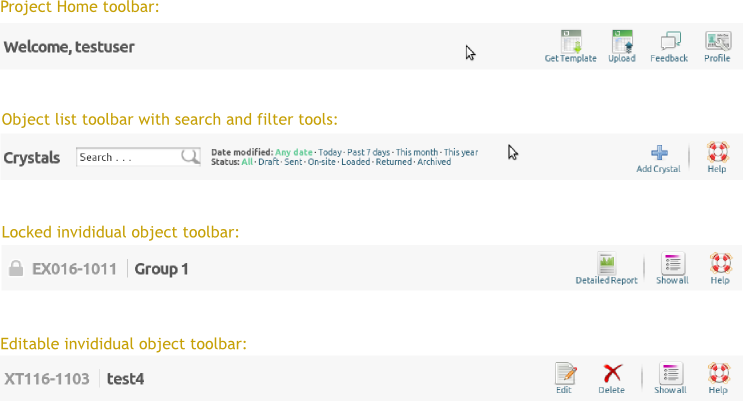 Project Home toolbar:
Welcome, testuser
Get Template Upload Feedback Profile
Object list toolbar with search and filter tools:
Crystals Search . . . Date modified: Any date · Today · Past 7 days · This month · This year
Status: All · Draft · Sent · On-site · Loaded · Returned · Archived
Add Crystal Help
Locked invididual object toolbar:
EX016-1011 Group 1
Detailed Report Show all Help
Editable invididual object toolbar:
XT116-1103 test4
Edit Delete Show all Help